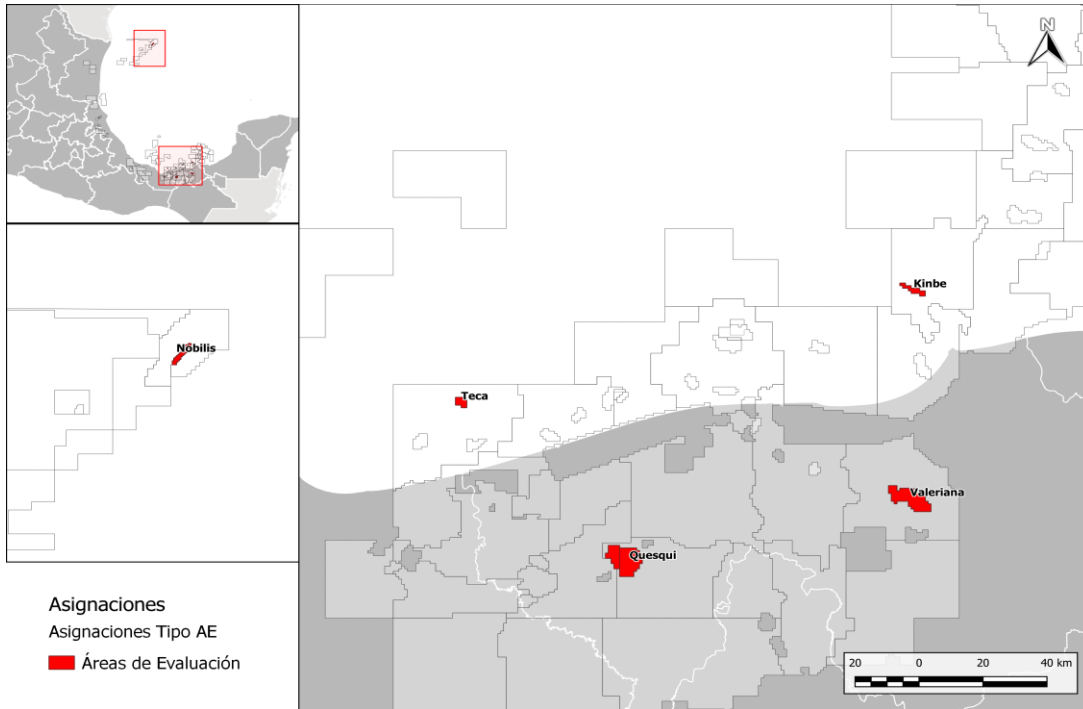 N
Kinbe
Nobilis
Teca
Valeriana
Quesqui
Asignaciones
Asignaciones Tipo AE
Áreas de Evaluación
20 0 20 40 km